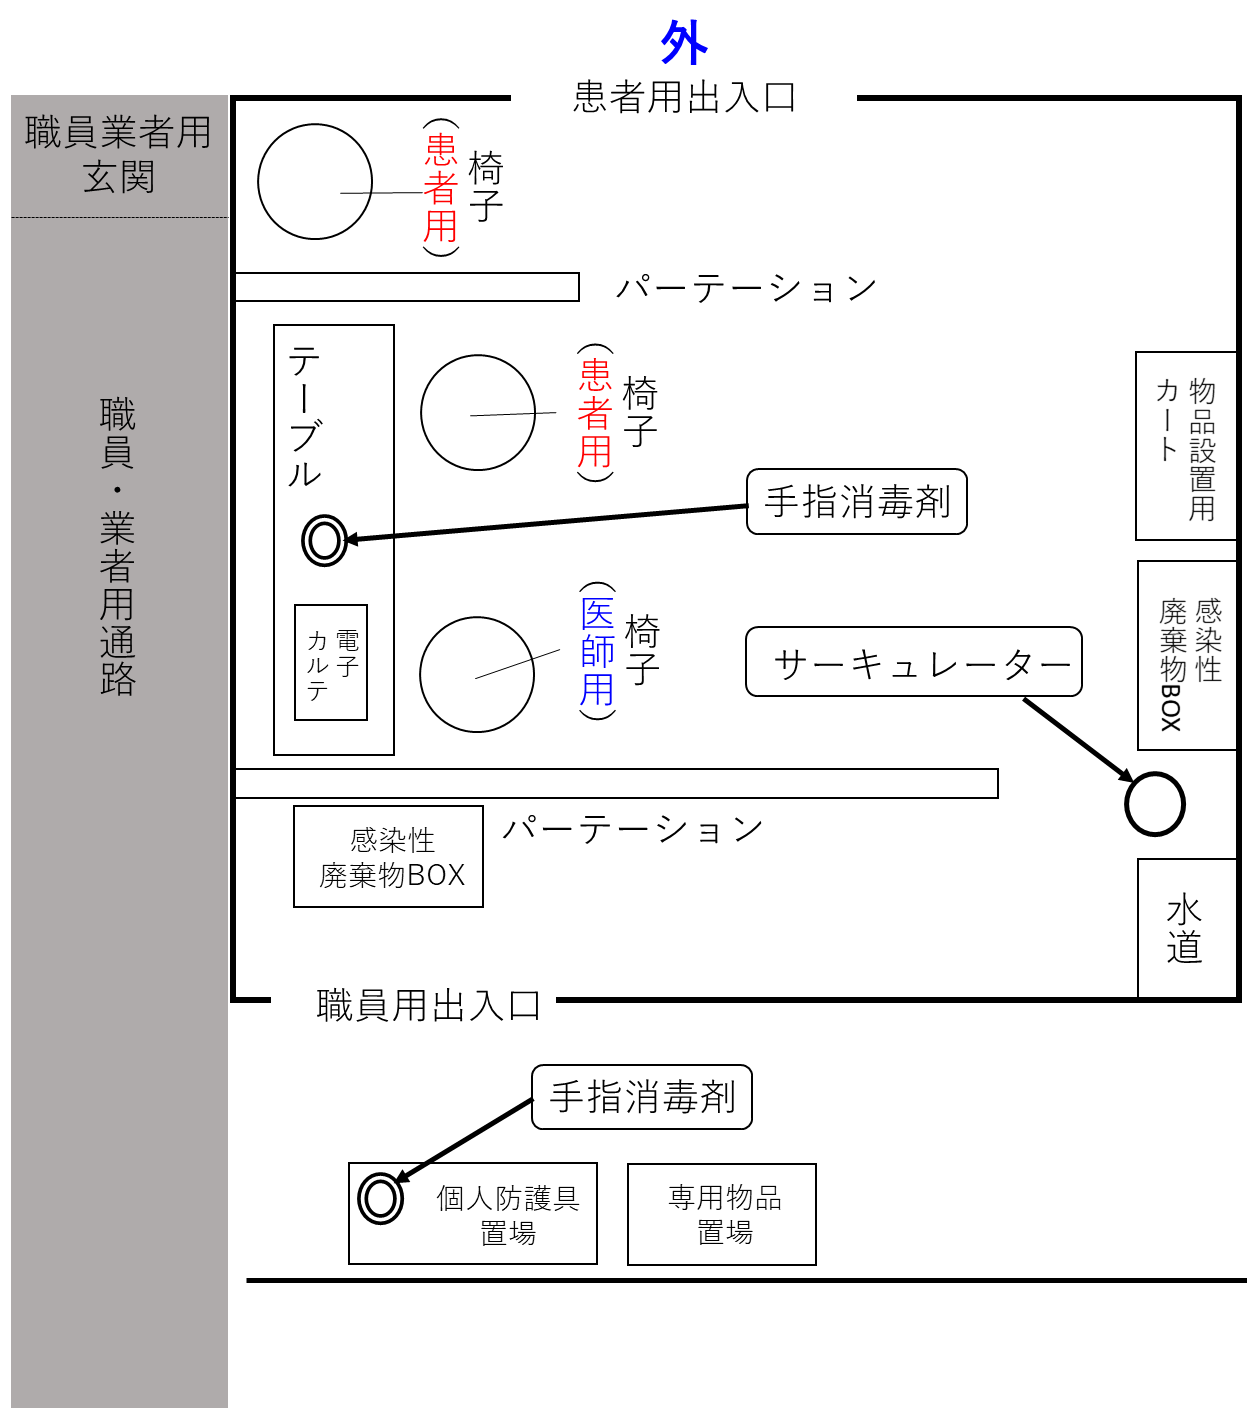 外
患者用出入口
職員業者用
玄関
椅子
（患者用）
パーテーション
テーブル
椅子
（患者用）
物品設置用
カート
職員・業者用通路
手指消毒剤
椅子
（医師用）
電子
カルテ
サーキュレーター
感染性
廃棄物BOX
パーテーション
感染性
廃棄物BOX
水道
職員用出入口
手指消毒剤
個人防護具
置場
専用物品
置場